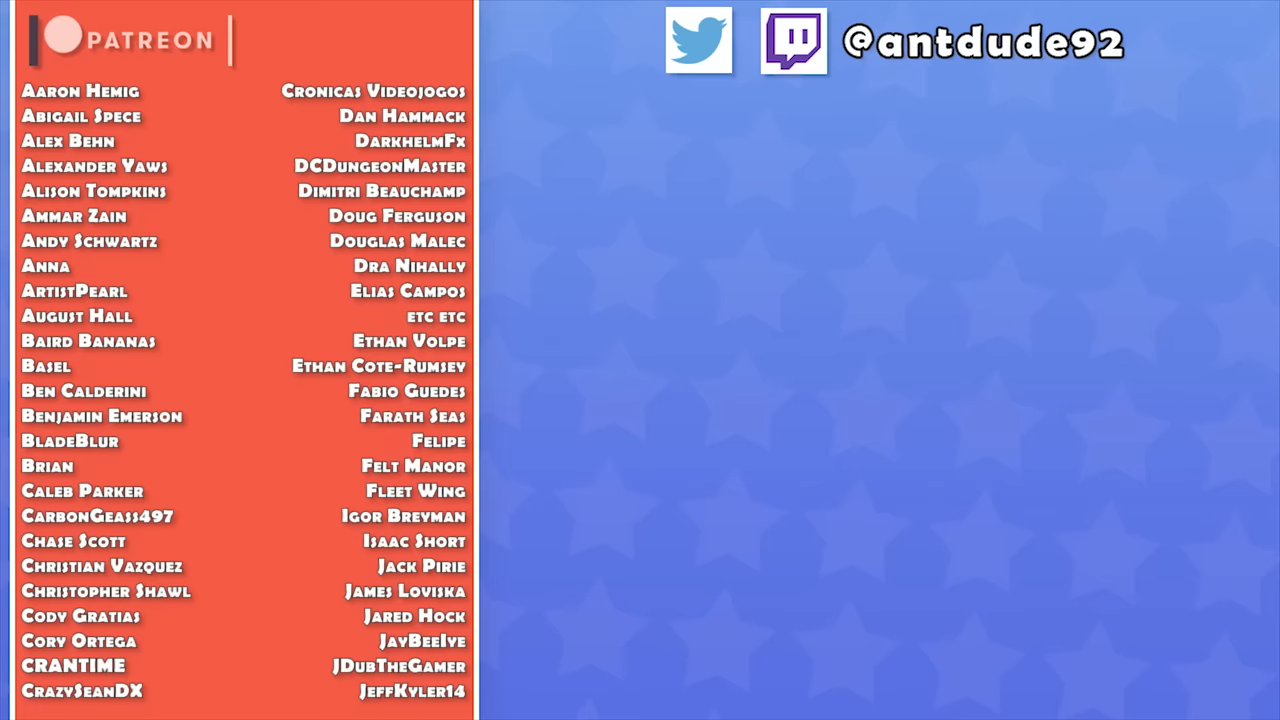 PATREON
@antdude92
Aaron Hemig
Abigail Spece
Alex Behn
Alexander Yaws
Alison Tompkins
Ammar Zain
Andy Schwartz
Anna
ArtistPearl
August Hall
Baird Bananas
Basel
Ben Calderini
Benjamin Emerson
BladeBlur
Brian
Caleb Parker
CarbonGeass497
Chase Scott
Christian Vazquez
Christopher Shawl
Cody Gratias
Cory Ortega
CRANTIME
CrazySeanDX
Cronicas Videojogos
Dan Hammack
DarkhelmFx
DCDungeonMaster
Dimitri Beauchamp
Doug Ferguson
Douglas Malec
Dra Nihally
Elias Campos
etc etc
Ethan Volpe
Ethan Cote-Rumsey
Fabio Guedes
Farath Seas
Felipe
Felt Manor
Fleet Wing
Igor Breyman
Isaac Short
Jack Pirie
James Loviska
Jared Hock
JayBeeIye
JDubTheGamer
JeffKyler14